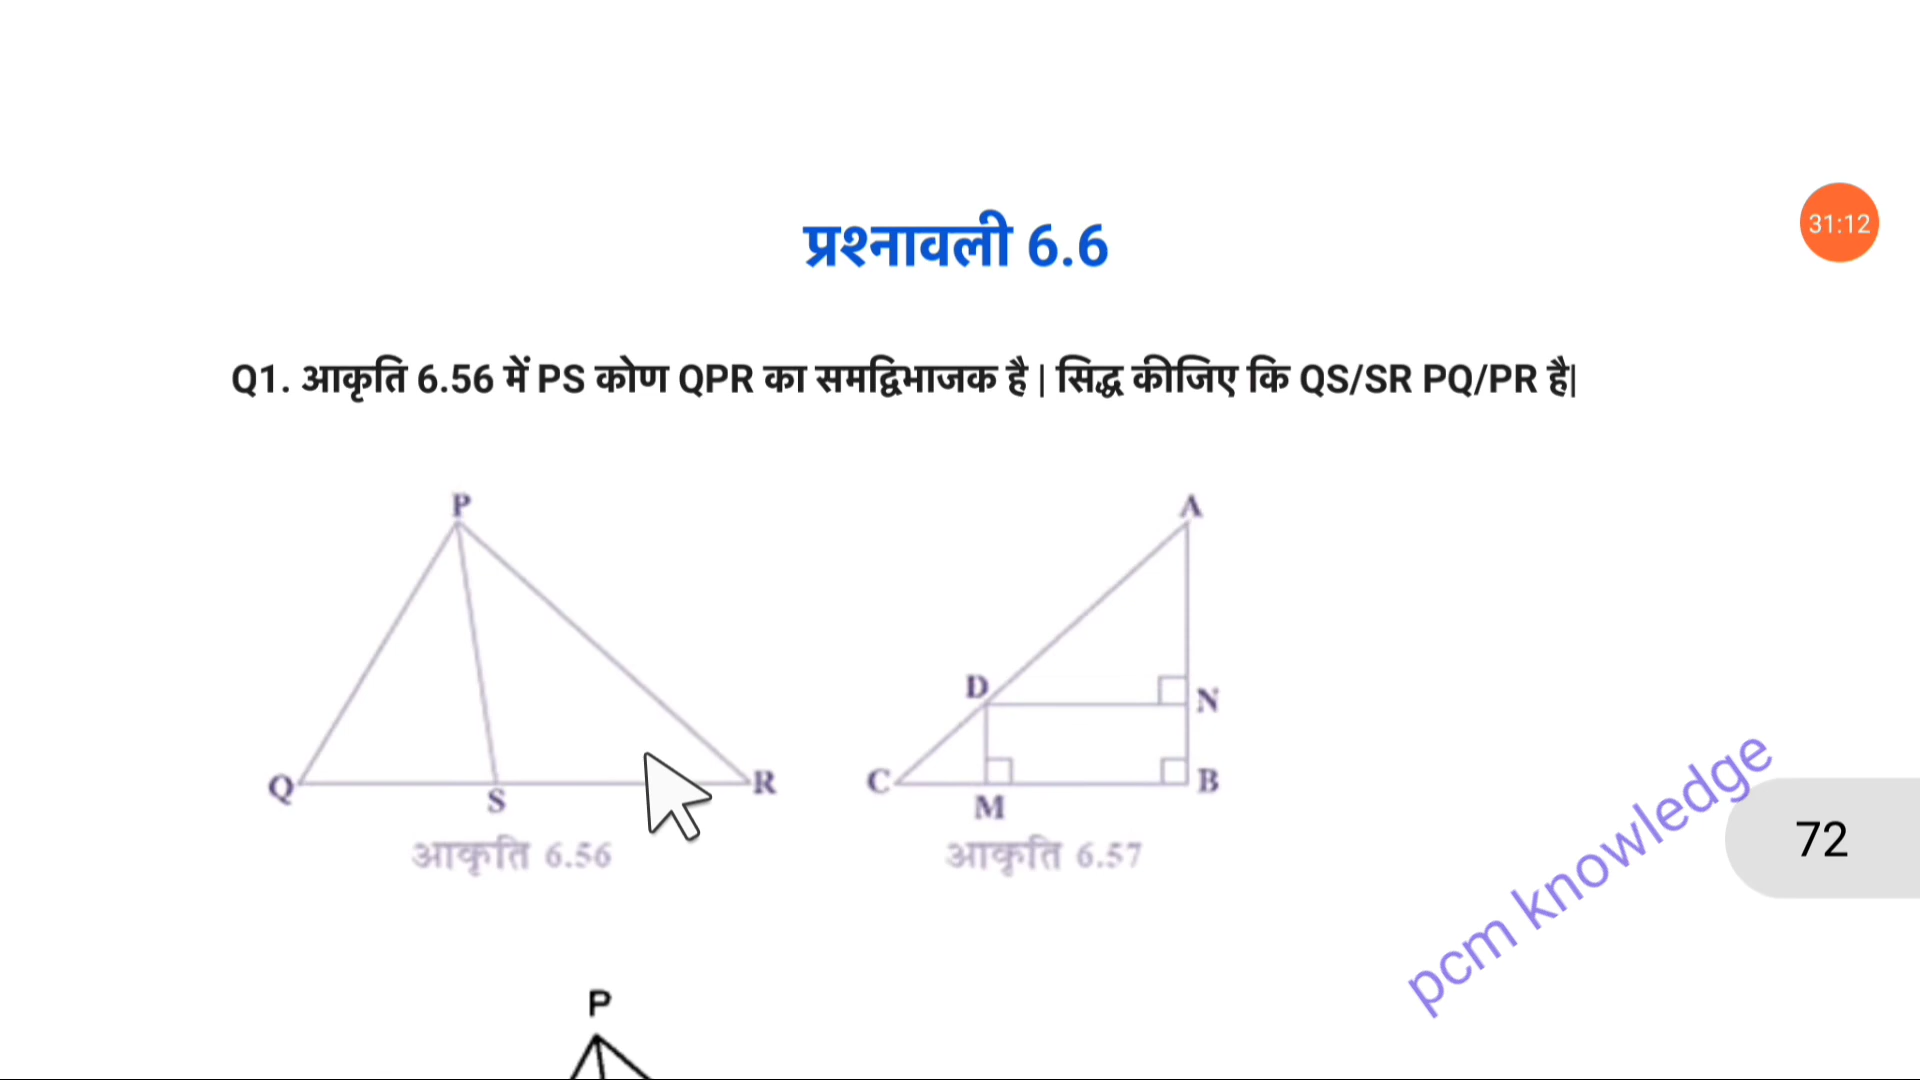 प्रश्नावली 6.6
31:12
Q1. आकृति 6.56 में PS कोण QPR का समद्विभाजक है | सिद्ध कीजिए कि QS/SR PQ/PR है|
P
A
D
N
Q
S
R
C
M
B
आकृति 6.56
आकृति 6.57
72
pcm knowledge
P